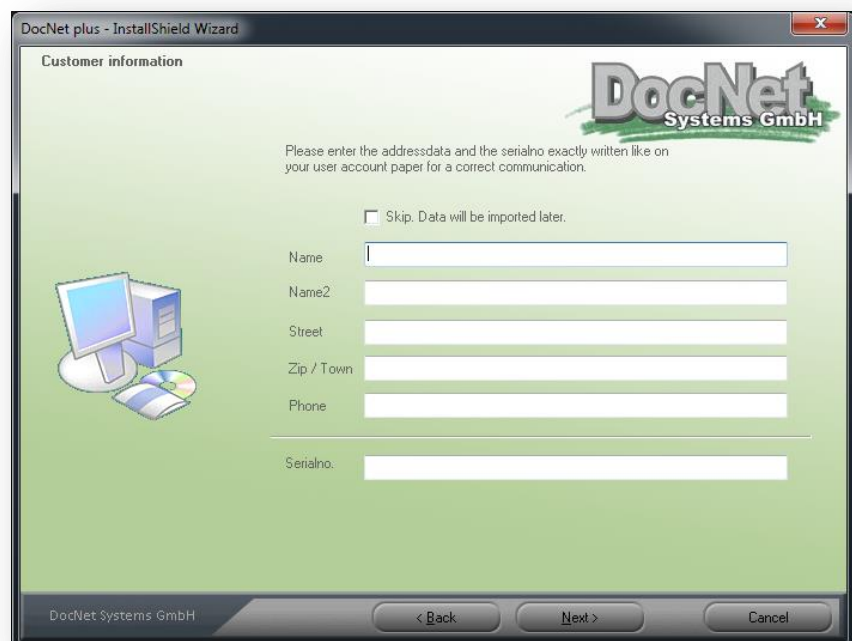 DocNet plus - InstallShield Wizard
Customer information
DocNet
Systems GmbH
Please enter the addressdata and the serialno exactly written like on
your user account paper for a correct communication.
Skip. Data will be imported later.
Name
Name2
Street
Zip / Town
Phone
Serialno.
DocNet Systems GmbH
< Back
Next >
Cancel